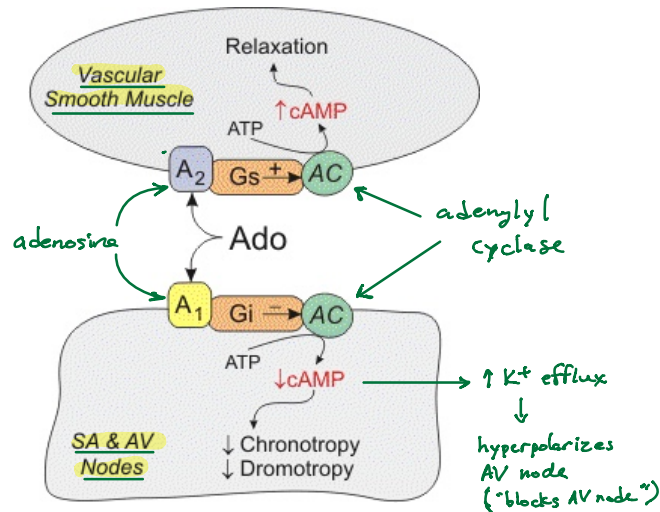 Relaxation
Vascular
Smooth Muscle
↑cAMP
ATP
A2
Gs
+
AC
adenosine
Ado
adenylyl
cyclase
A1
Gi
–
AC
ATP
↓cAMP
↑ K+ efflux
↓
hyperpolarizes
AV node
("blocks AV node")
SA & AV
Nodes
↓ Chronotropy
↓ Dromotropy